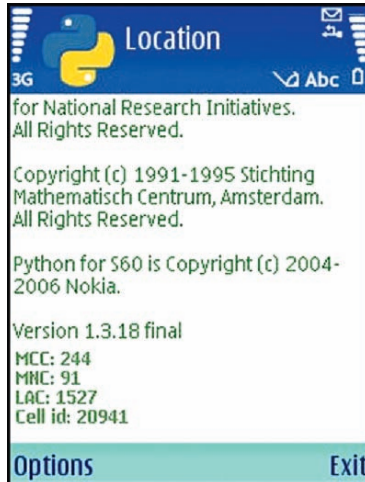 Location
3G
Abc
for National Research Initiatives.
All Rights Reserved.
Copyright (c) 1991-1995 Stichting
Mathematisch Centrum, Amsterdam.
All Rights Reserved.
Python for S60 is Copyright (c) 2004-
2006 Nokia.
Version 1.3.18 final
MCC: 244
MNC: 91
LAC: 1527
Cell id: 20941
Options Exit